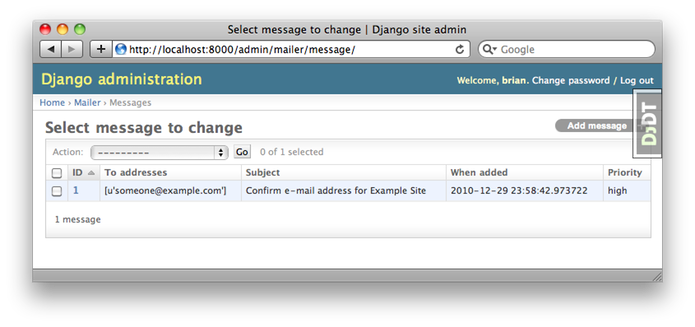 Select message to change | Django site admin
http://localhost:8000/admin/mailer/message/
Google
Django administration
Welcome, brian. Change password / Log out
Home › Mailer › Messages
DJDT
Select message to change
Add message
Action: --------- Go 0 of 1 selected
ID To addresses Subject When added Priority
1 [u'someone@example.com'] Confirm e-mail address for Example Site 2010-12-29 23:58:42.973722 high
1 message